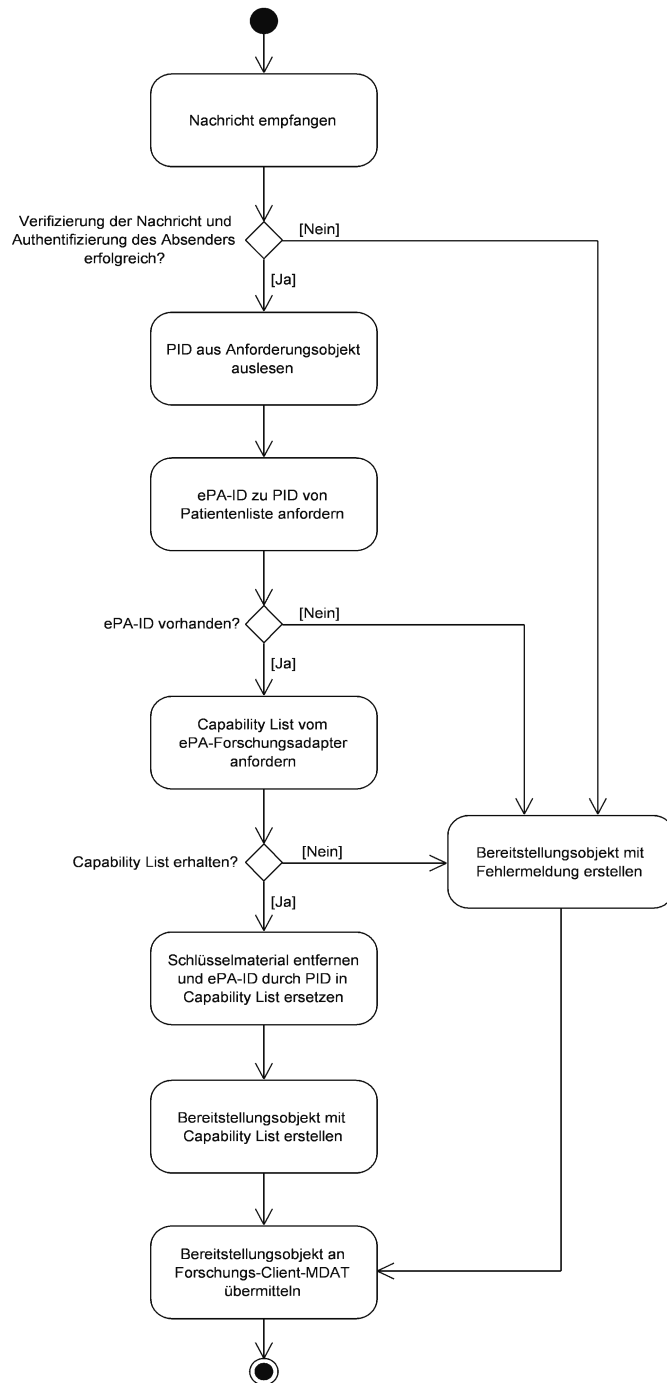 Nachricht empfangen
Verifizierung der Nachricht und
Authentifizierung des Absenders
erfolgreich?
[Nein]
[Ja]
PID aus Anforderungsobjekt
auslesen
ePA-ID zu PID von
Patientenliste anfordern
ePA-ID vorhanden?
[Nein]
[Ja]
Capability List vom
ePA-Forschungsadapter
anfordern
Capability List erhalten?
[Nein]
Bereitstellungsobjekt mit
Fehlermeldung erstellen
[Ja]
Schlüsselmaterial entfernen
und ePA-ID durch PID in
Capability List ersetzen
Bereitstellungsobjekt mit
Capability List erstellen
Bereitstellungsobjekt an
Forschungs-Client-MDAT
übermitteln